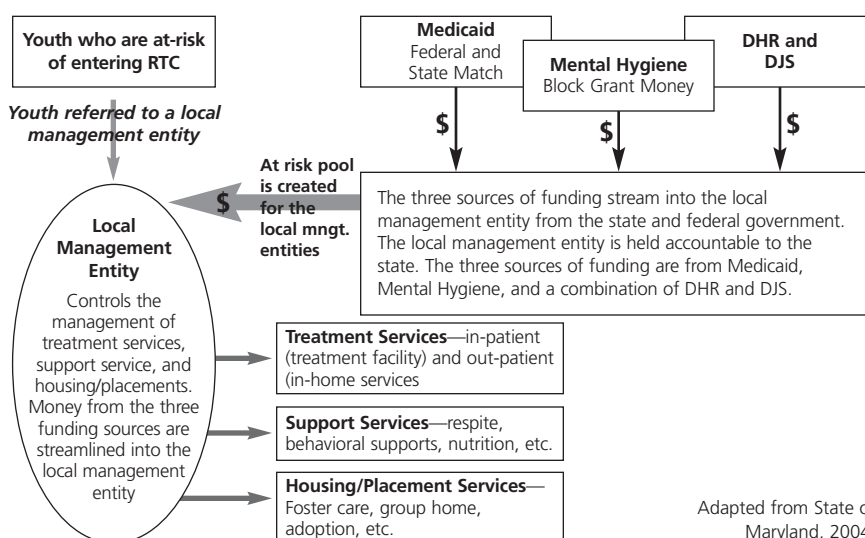 Youth who are at-risk
of entering RTC
Youth referred to a local
management entity
Medicaid
Federal and
State Match
Mental Hygiene
Block Grant Money
DHR and
DJS
$
$
$
At risk pool
is created
for the
local mngt.
entities
$
The three sources of funding stream into the local
management entity from the state and federal government.
The local management entity is held accountable to the
state. The three sources of funding are from Medicaid,
Mental Hygiene, and a combination of DHR and DJS.
Local
Management
Entity
Controls the
management of
treatment services,
support service, and
housing/placements.
Money from the three
funding sources are
streamlined into the
local management
entity
Treatment Services—in-patient
(treatment facility) and out-patient
(in-home services
Support Services—respite,
behavioral supports, nutrition, etc.
Housing/Placement Services—
Foster care, group home,
adoption, etc.
Adapted from State o
Maryland, 2004